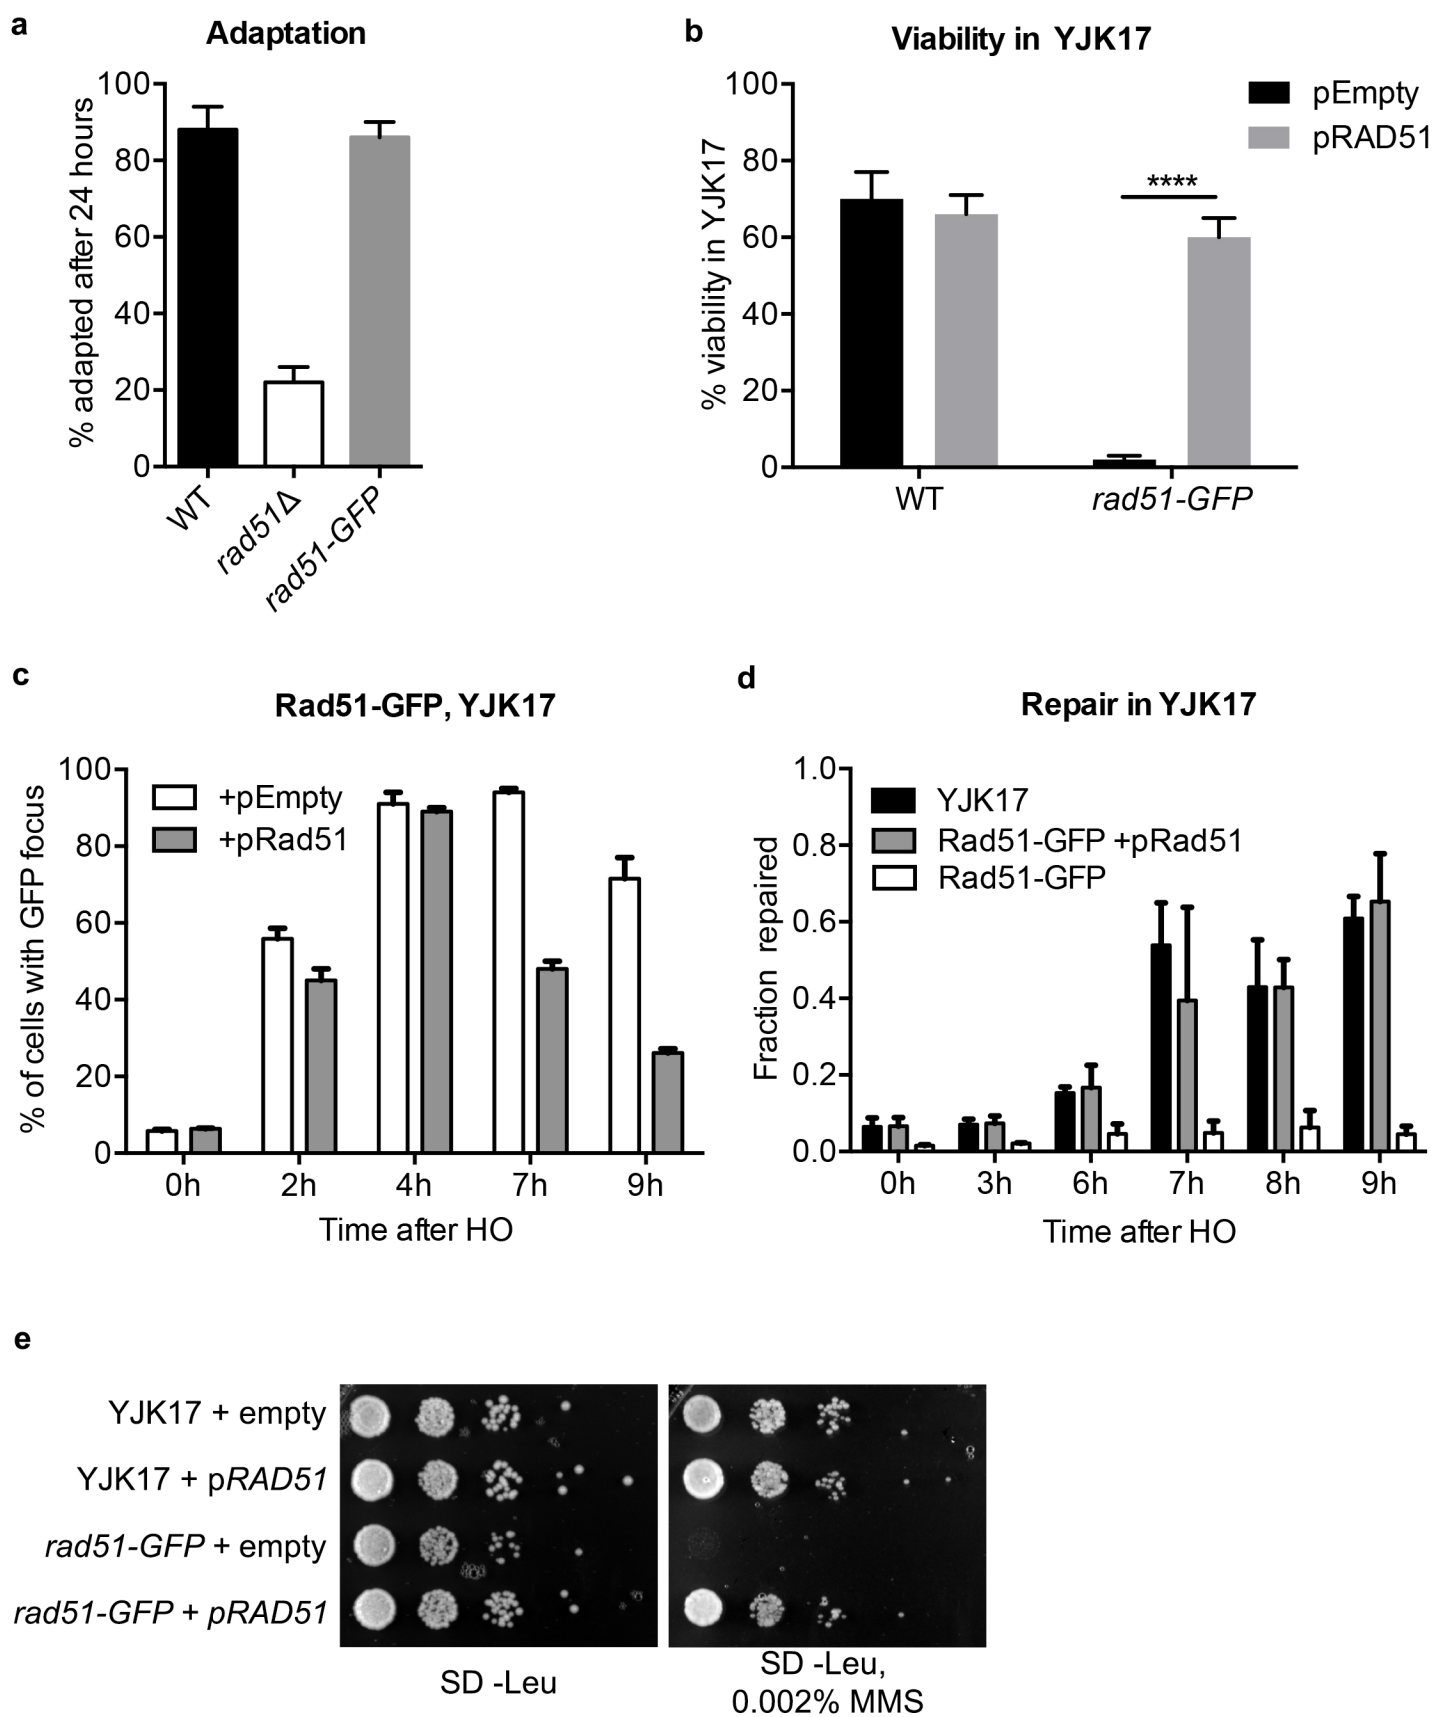 a
Adaptation
% adapted after 24 hours
100
80
60
40
20
0
WT
rad51Δ
rad51-GFP
b
Viability in YJK17
% viability in YJK17
100
80
60
40
20
0
pEmpty
pRAD51
****
WT
rad51-GFP
c
Rad51-GFP, YJK17
% of cells with GFP focus
100
80
60
40
20
0
+pEmpty
+pRad51
0h 2h 4h 7h 9h
Time after HO
d
Repair in YJK17
Fraction repaired
1.0
0.8
0.6
0.4
0.2
0.0
YJK17
Rad51-GFP +pRad51
Rad51-GFP
0h 3h 6h 7h 8h 9h
Time after HO
e
YJK17 + empty
YJK17 + pRAD51
rad51-GFP + empty
rad51-GFP + pRAD51
SD -Leu
SD -Leu,
0.002% MMS